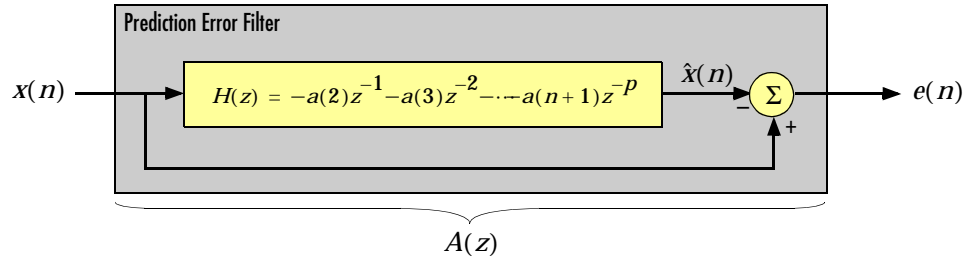 Prediction Error Filter
x(n)
H(z) = −a(2)z^{−1} − a(3)z^{−2} − ··· − a(n+1)z^{−p}
x̂(n)
Σ
−
+
e(n)
A(z)